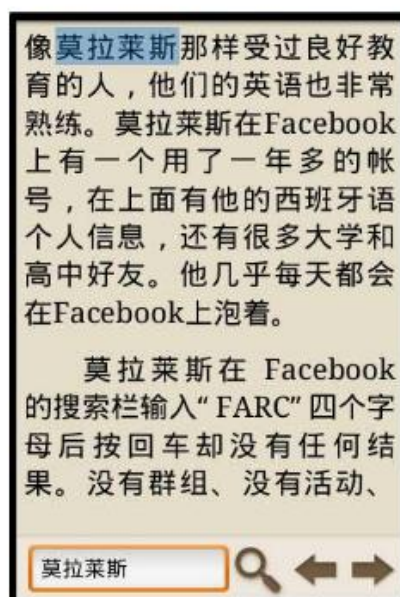 像莫拉莱斯那样受过良好教
育的人，他们的英语也非常
熟练。莫拉莱斯在Facebook
上有一个用了一年多的帐
号，在上面有他的西班牙语
个人信息，还有很多大学和
高中好友。他几乎每天都会
在Facebook上泡着。
莫拉莱斯在 Facebook
的搜索栏输入“FARC”四个字
母后按回车却没有任何结
果。没有群组、没有活动、
莫拉莱斯